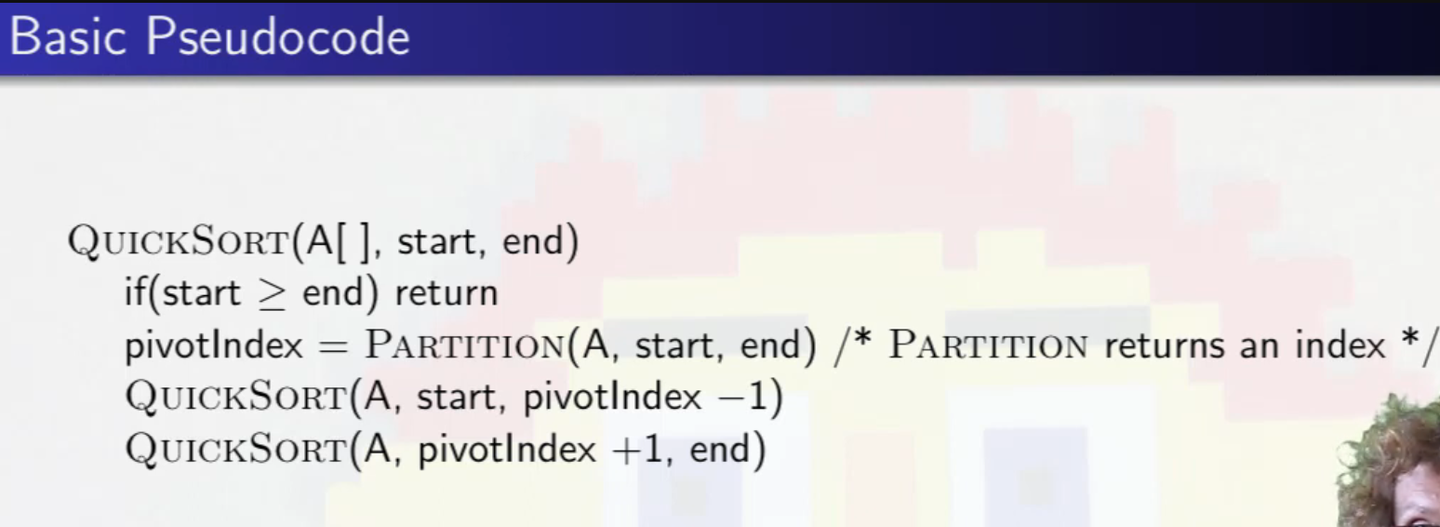 Basic Pseudocode
QUICKSORT(A[ ], start, end)
if(start ≥ end) return
pivotIndex = PARTITION(A, start, end) /* PARTITION returns an index */
QUICKSORT(A, start, pivotIndex −1)
QUICKSORT(A, pivotIndex +1, end)